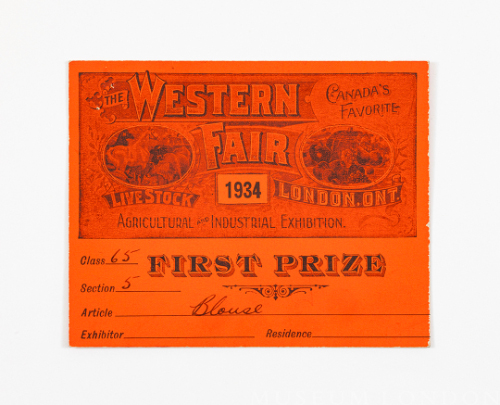 THE WESTERN FAIR
CANADA'S FAVORITE
LIVE STOCK
1934
LONDON, ONT.
AGRICULTURAL AND INDUSTRIAL EXHIBITION.
Class 65
FIRST PRIZE
Section 5
Article Blouse
Exhibitor Residence